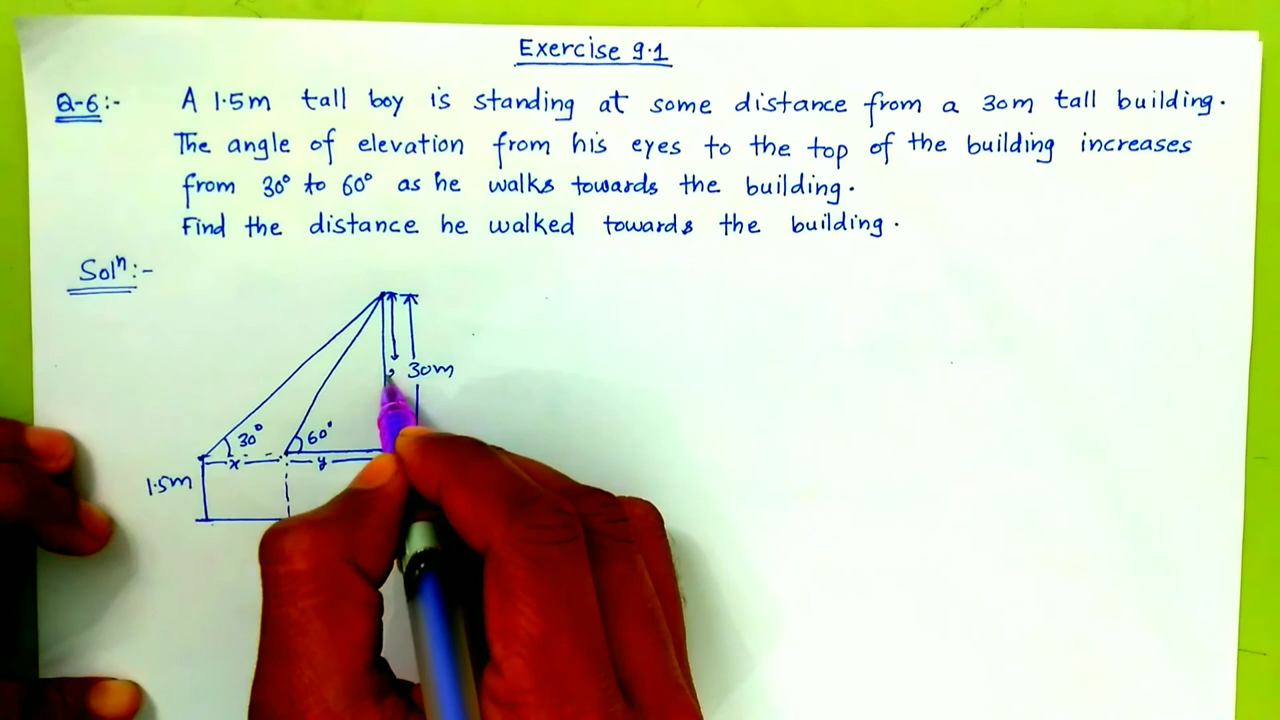 Exercise 9.1
Q-6:- A 1.5m tall boy is standing at some distance from a 30m tall building.
The angle of elevation from his eyes to the top of the building increases
from 30° to 60° as he walks towards the building.
Find the distance he walked towards the building.
Solⁿ:-
30m
30° 60°
x y
1.5m